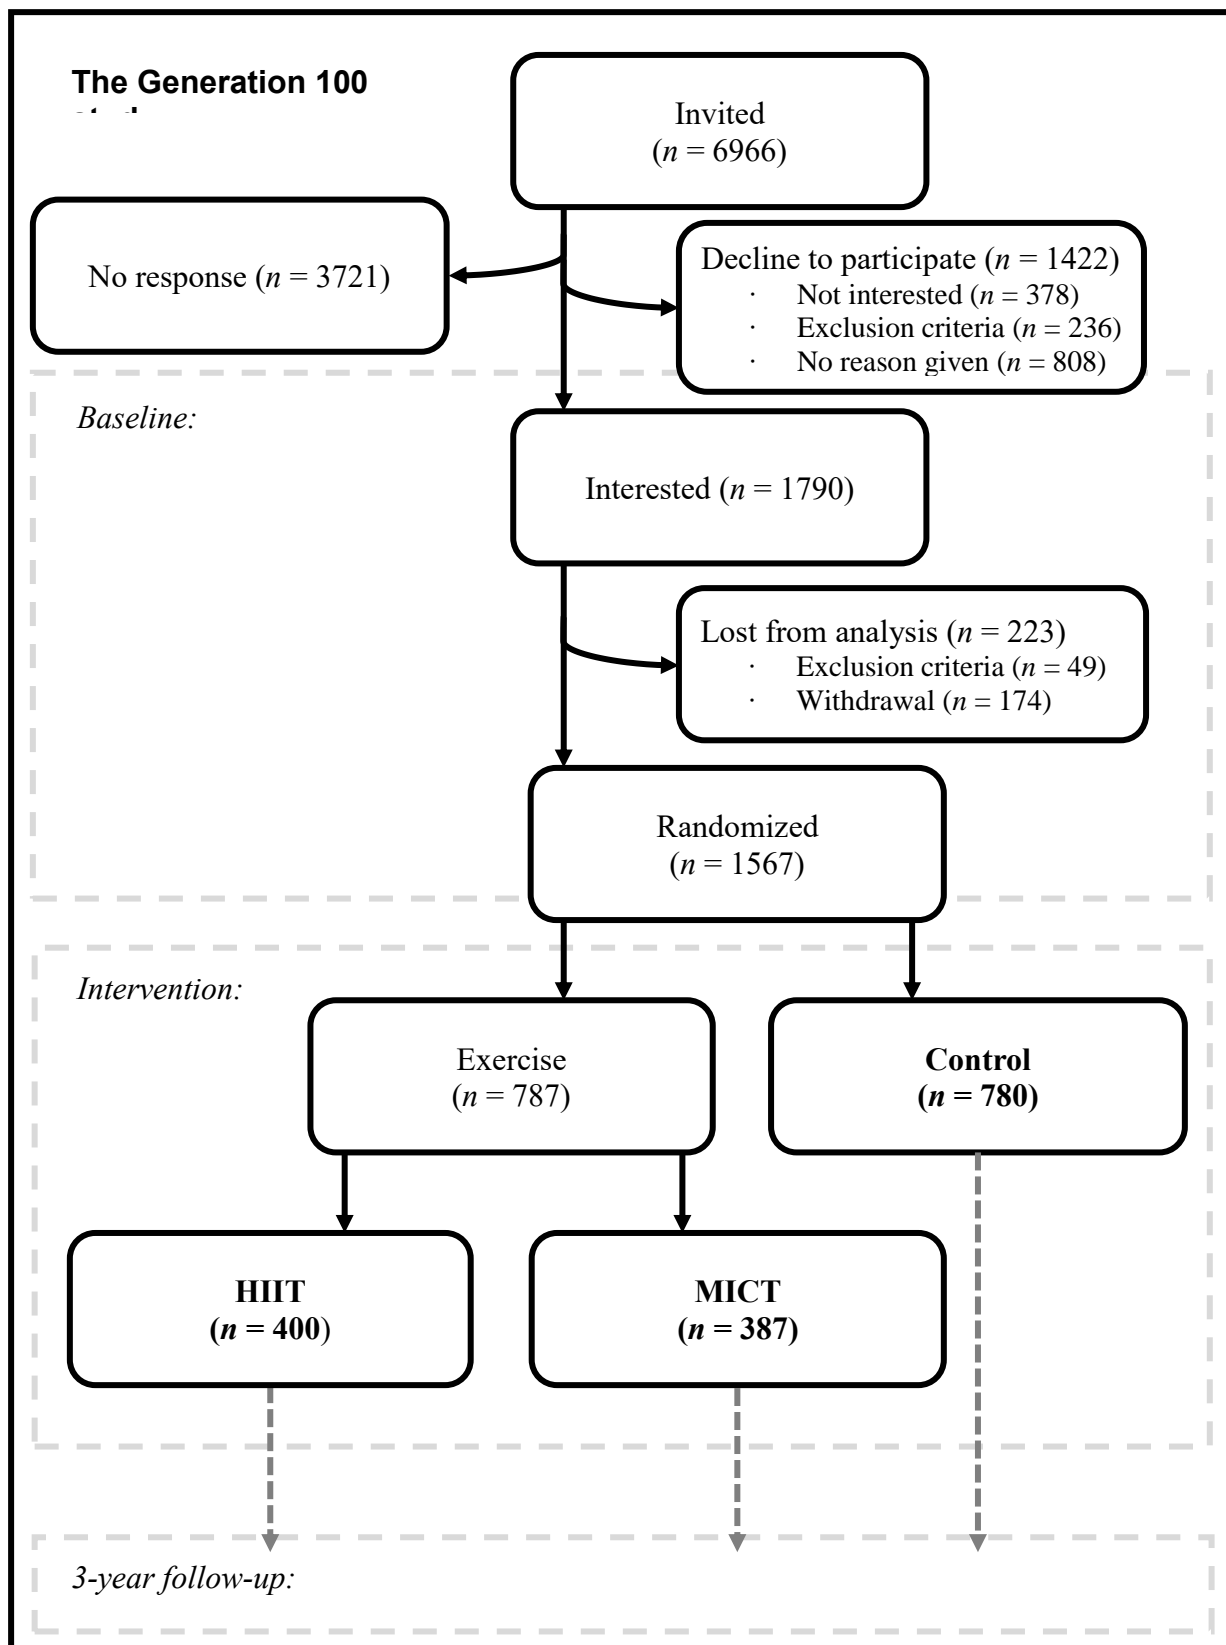 The Generation 100
Invited
(n = 6966)
No response (n = 3721)
Decline to participate (n = 1422)
· Not interested (n = 378)
· Exclusion criteria (n = 236)
· No reason given (n = 808)
Baseline:
Interested (n = 1790)
Lost from analysis (n = 223)
· Exclusion criteria (n = 49)
· Withdrawal (n = 174)
Randomized
(n = 1567)
Intervention:
Exercise
(n = 787)
Control
(n = 780)
HIIT
(n = 400)
MICT
(n = 387)
3-year follow-up: